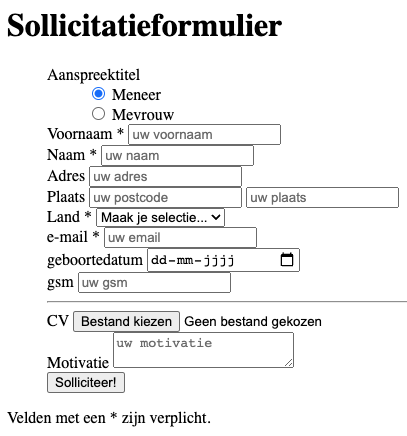 Sollicitatieformulier
Aanspreektitel
Meneer
Mevrouw
Voornaam * uw voornaam
Naam * uw naam
Adres uw adres
Plaats uw postcode uw plaats
Land * Maak je selectie...
e-mail * uw email
geboortedatum dd-mm-jjjj
gsm uw gsm
CV Bestand kiezen Geen bestand gekozen
Motivatie uw motivatie
Solliciteer!
Velden met een * zijn verplicht.